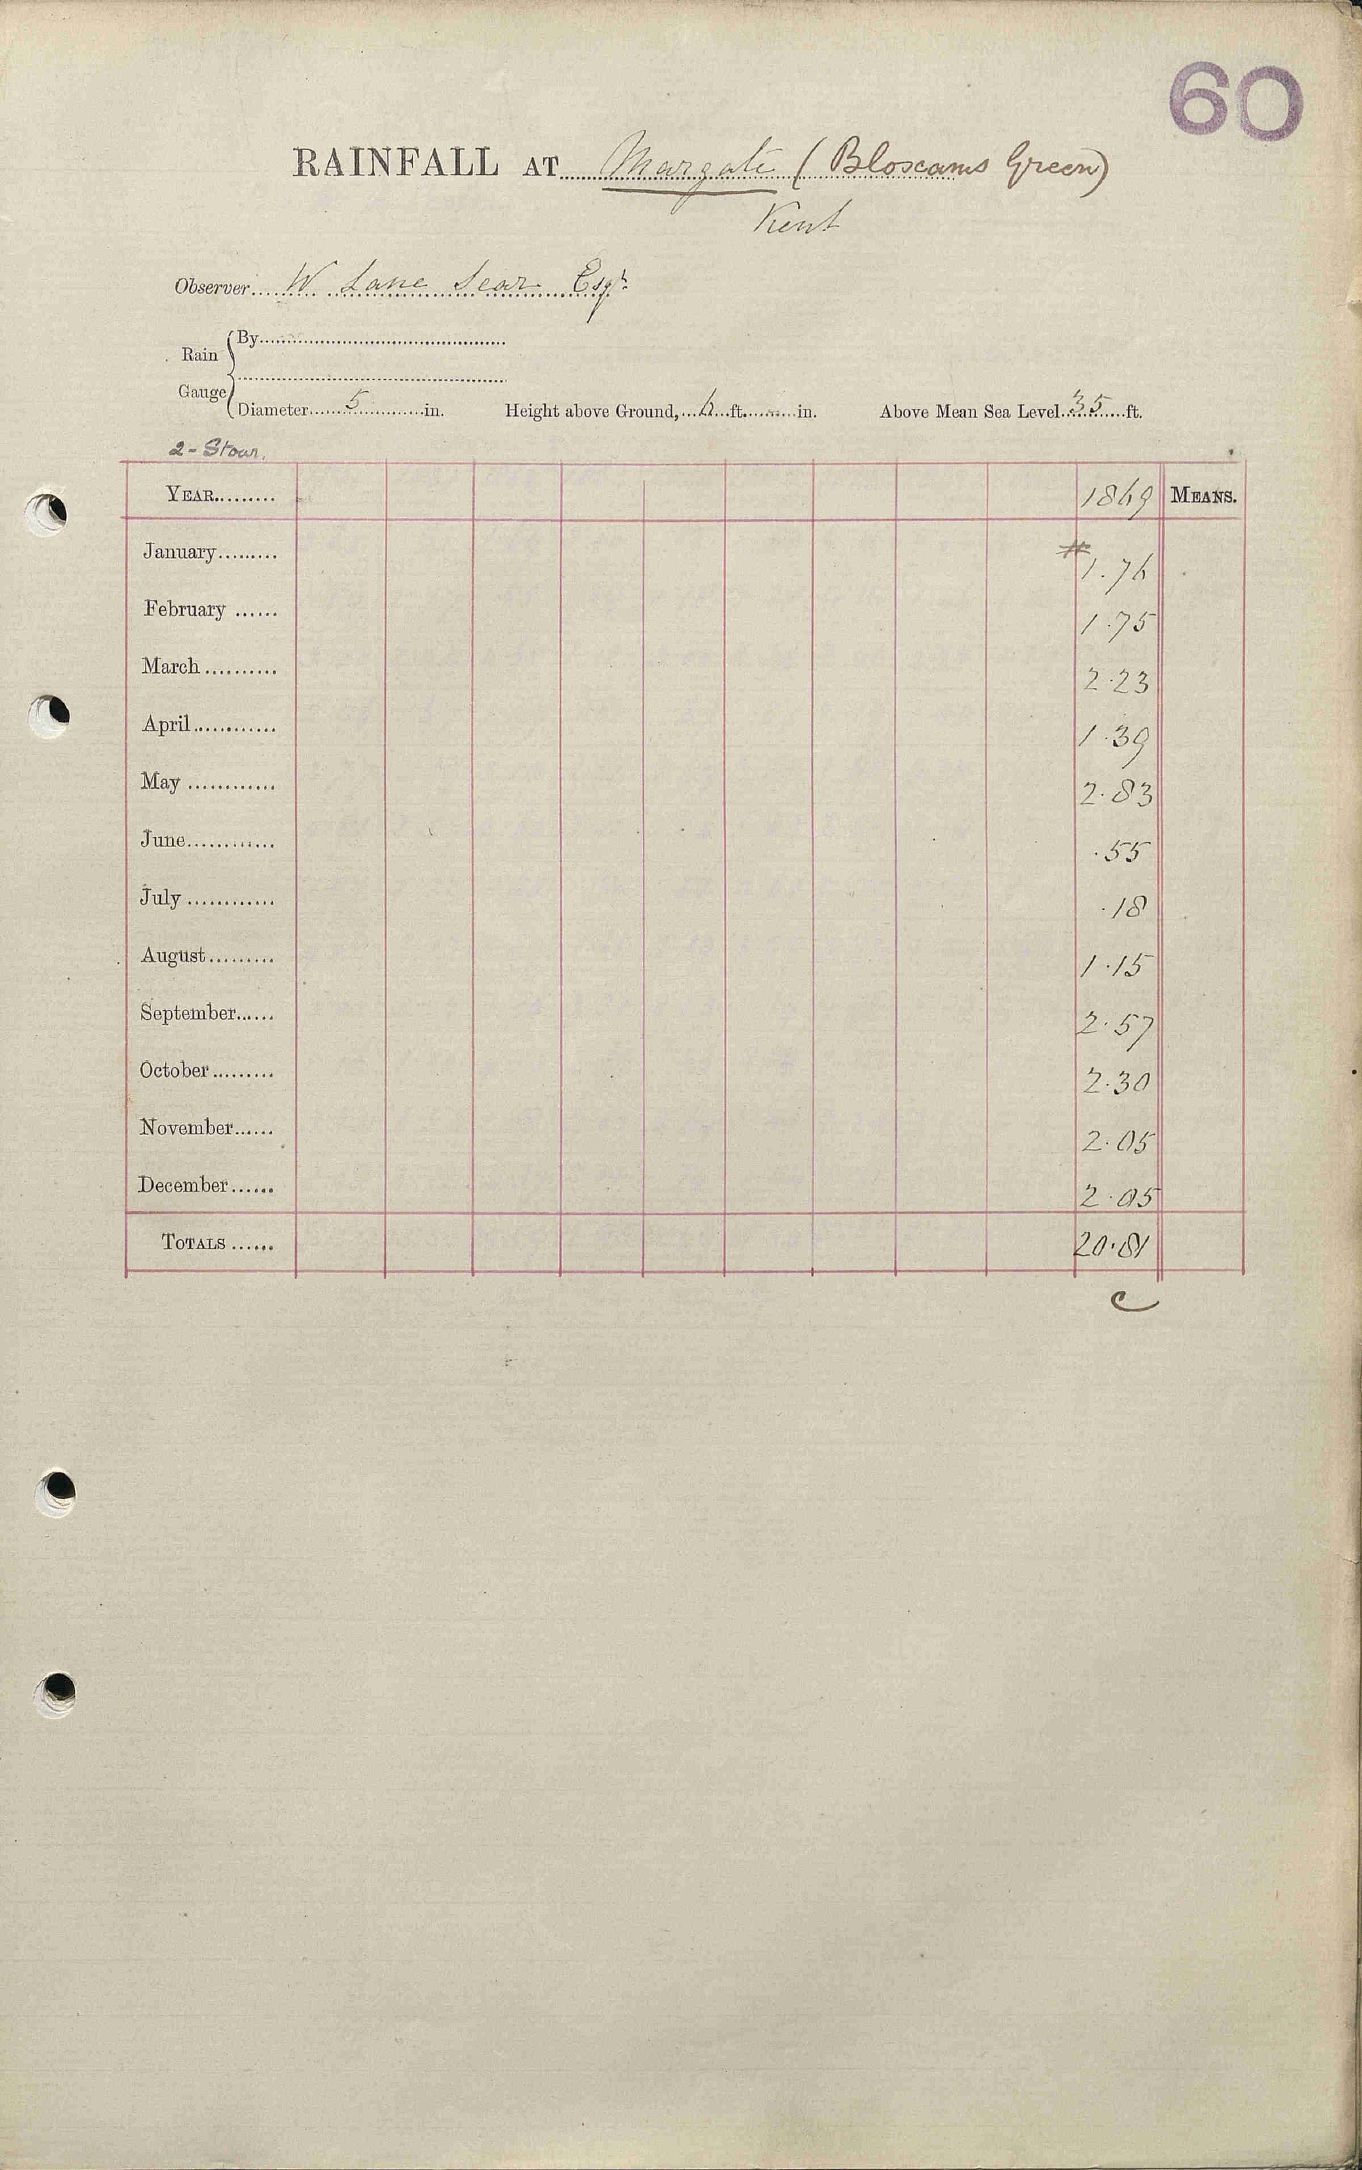 60
RAINFALL AT Margate (Bloxams Green)
Kent
Observer W Lane Sear Esqr.
Rain Gauge
By
Diameter 5 in. Height above Ground, 6 ft. in. Above Mean Sea Level 35 ft.
2 - Stour.
YEAR 1869 MEANS.
January # 1.76
February 1.75
March 2.23
April 1.39
May 2.83
June .55
July .18
August 1.15
September 2.57
October 2.30
November 2.05
December 2.05
TOTALS 20.81
C